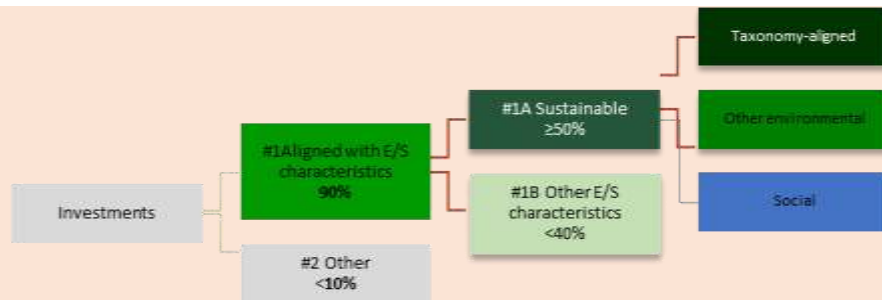 Taxonomy-aligned
#1A Sustainable
≥50%
Other environmental
#1Aligned with E/S
characteristics
90%
#1B Other E/S
characteristics
<40%
Social
Investments
#2 Other
<10%